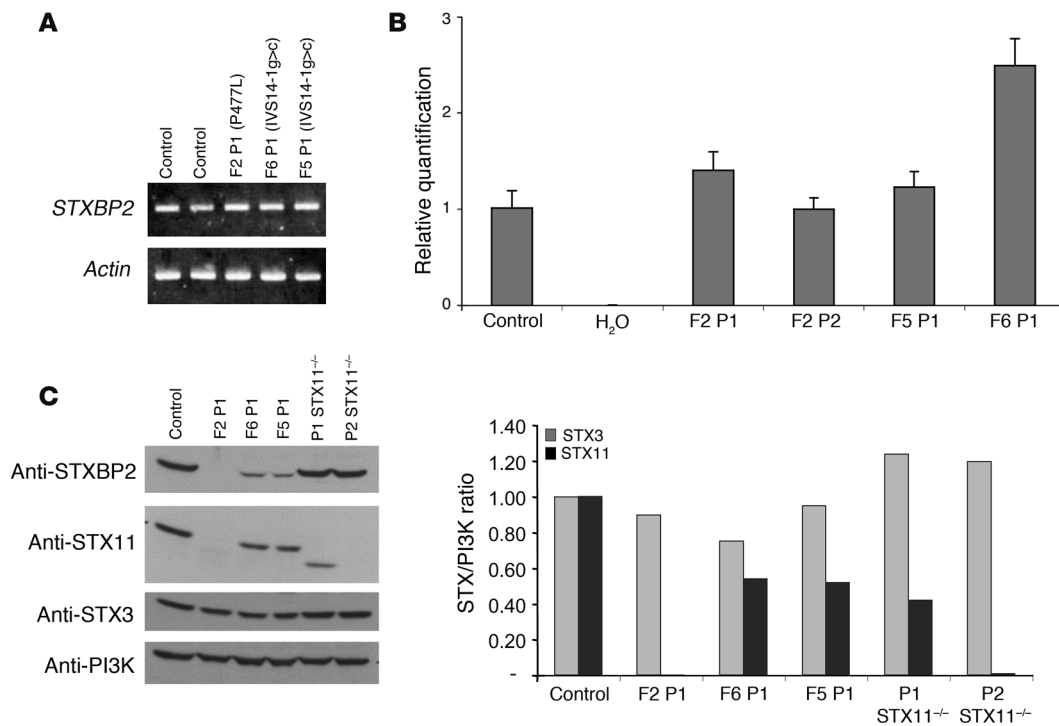 A
Control
Control
F2 P1 (P477L)
F6 P1 (IVS14-1g>c)
F5 P1 (IVS14-1g>c)
STXBP2
Actin
B
Relative quantification
3
2
1
0
Control
H₂O
F2 P1
F2 P2
F5 P1
F6 P1
C
Control
F2 P1
F6 P1
F5 P1
P1 STX11⁻/⁻
P2 STX11⁻/⁻
Anti-STXBP2
Anti-STX11
Anti-STX3
Anti-PI3K
STX/PI3K ratio
1.40
1.20
1.00
0.80
0.60
0.40
0.20
-
STX3
STX11
Control
F2 P1
F6 P1
F5 P1
P1
STX11⁻/⁻
P2
STX11⁻/⁻